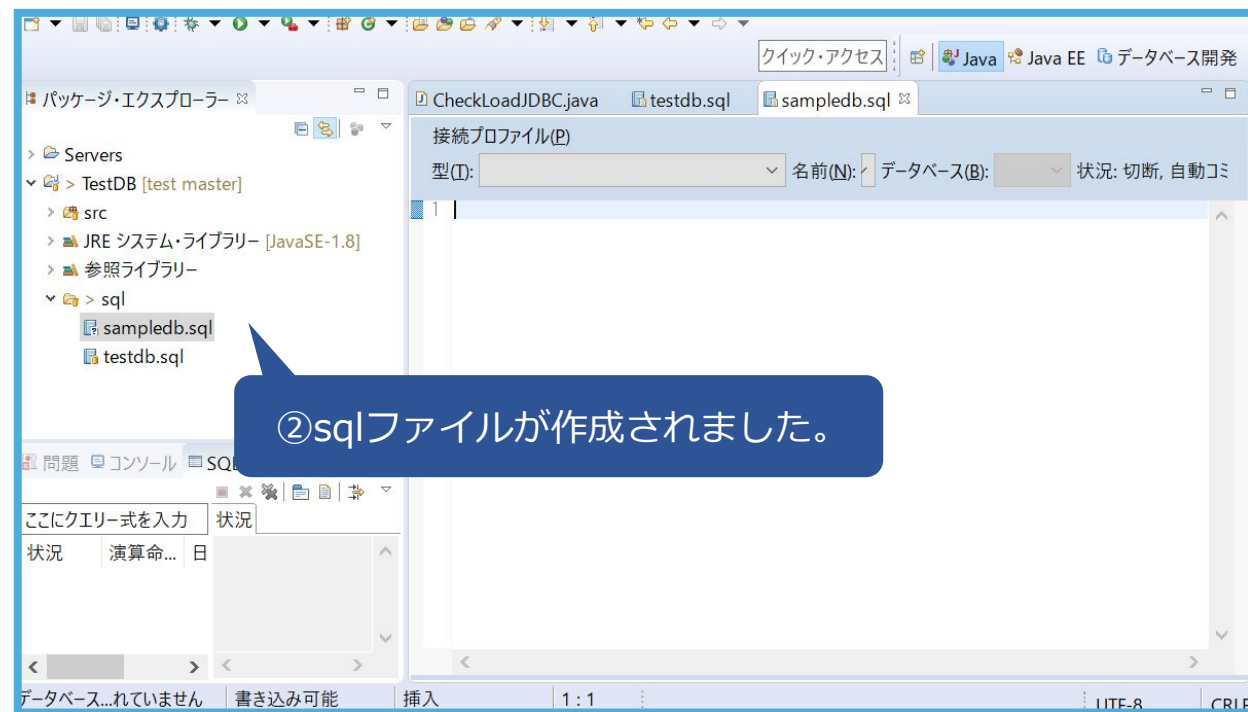 クイック・アクセス
Java
Java EE
データベース開発
パッケージ・エクスプローラー
CheckLoadJDBC.java
testdb.sql
sampledb.sql
接続プロファイル(P)
型(T):
名前(N):
データベース(B):
状況: 切断, 自動コミ
> Servers
> TestDB [test master]
> src
> JRE システム・ライブラリー [JavaSE-1.8]
> 参照ライブラリー
> sql
sampledb.sql
testdb.sql
1
②sqlファイルが作成されました。
問題
コンソール
ここにクエリー式を入力
状況
状況
演算命...
日
データベース...れていません
書き込み可能
挿入
1 : 1
UTF-8